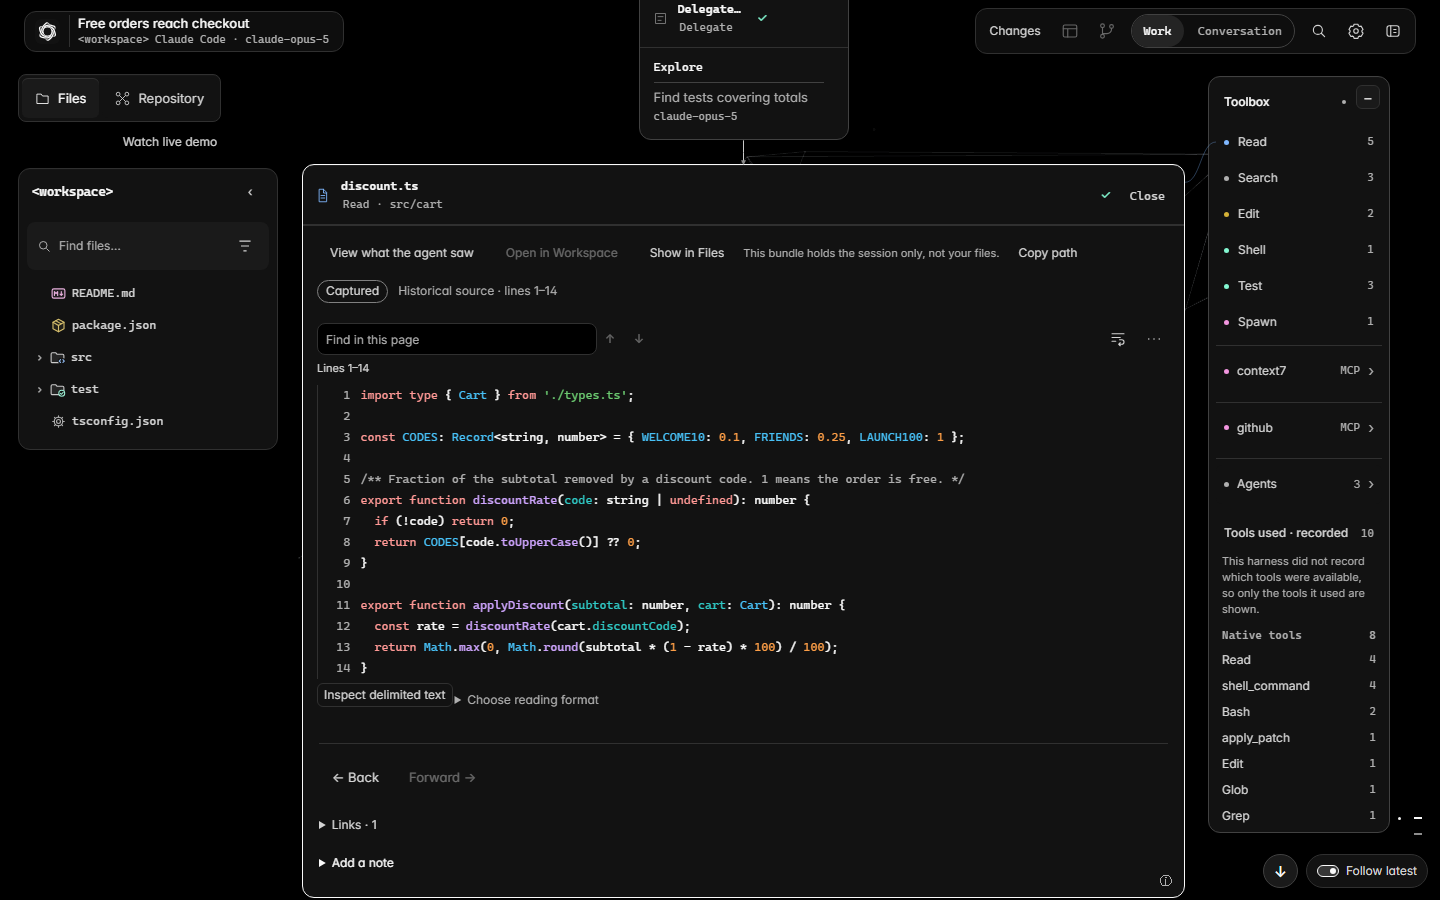 Free orders reach checkout
<workspace> Claude Code · claude-opus-5
Files
Repository
Watch live demo
<workspace>
Find files...
README.md
package.json
src
test
tsconfig.json
Delegate…
Delegate
Explore
Find tests covering totals
claude-opus-5
Changes
Work
Conversation
discount.ts
Read · src/cart
Close
View what the agent saw
Open in Workspace
Show in Files
This bundle holds the session only, not your files.
Copy path
Captured
Historical source · lines 1–14
Find in this page
Lines 1–14
1 import type { Cart } from './types.ts';
2
3 const CODES: Record<string, number> = { WELCOME10: 0.1, FRIENDS: 0.25, LAUNCH100: 1 };
4
5 /** Fraction of the subtotal removed by a discount code. 1 means the order is free. */
6 export function discountRate(code: string | undefined): number {
7   if (!code) return 0;
8   return CODES[code.toUpperCase()] ?? 0;
9 }
10
11 export function applyDiscount(subtotal: number, cart: Cart): number {
12   const rate = discountRate(cart.discountCode);
13   return Math.max(0, Math.round(subtotal * (1 - rate) * 100) / 100);
14 }
Inspect delimited text
Choose reading format
← Back
Forward →
Links · 1
Add a note
Toolbox
Read 5
Search 3
Edit 2
Shell 1
Test 3
Spawn 1
context7 MCP
github MCP
Agents 3
Tools used · recorded 10
This harness did not record
which tools were available,
so only the tools it used are
shown.
Native tools 8
Read 4
shell_command 4
Bash 2
apply_patch 1
Edit 1
Glob 1
Grep 1
Follow latest